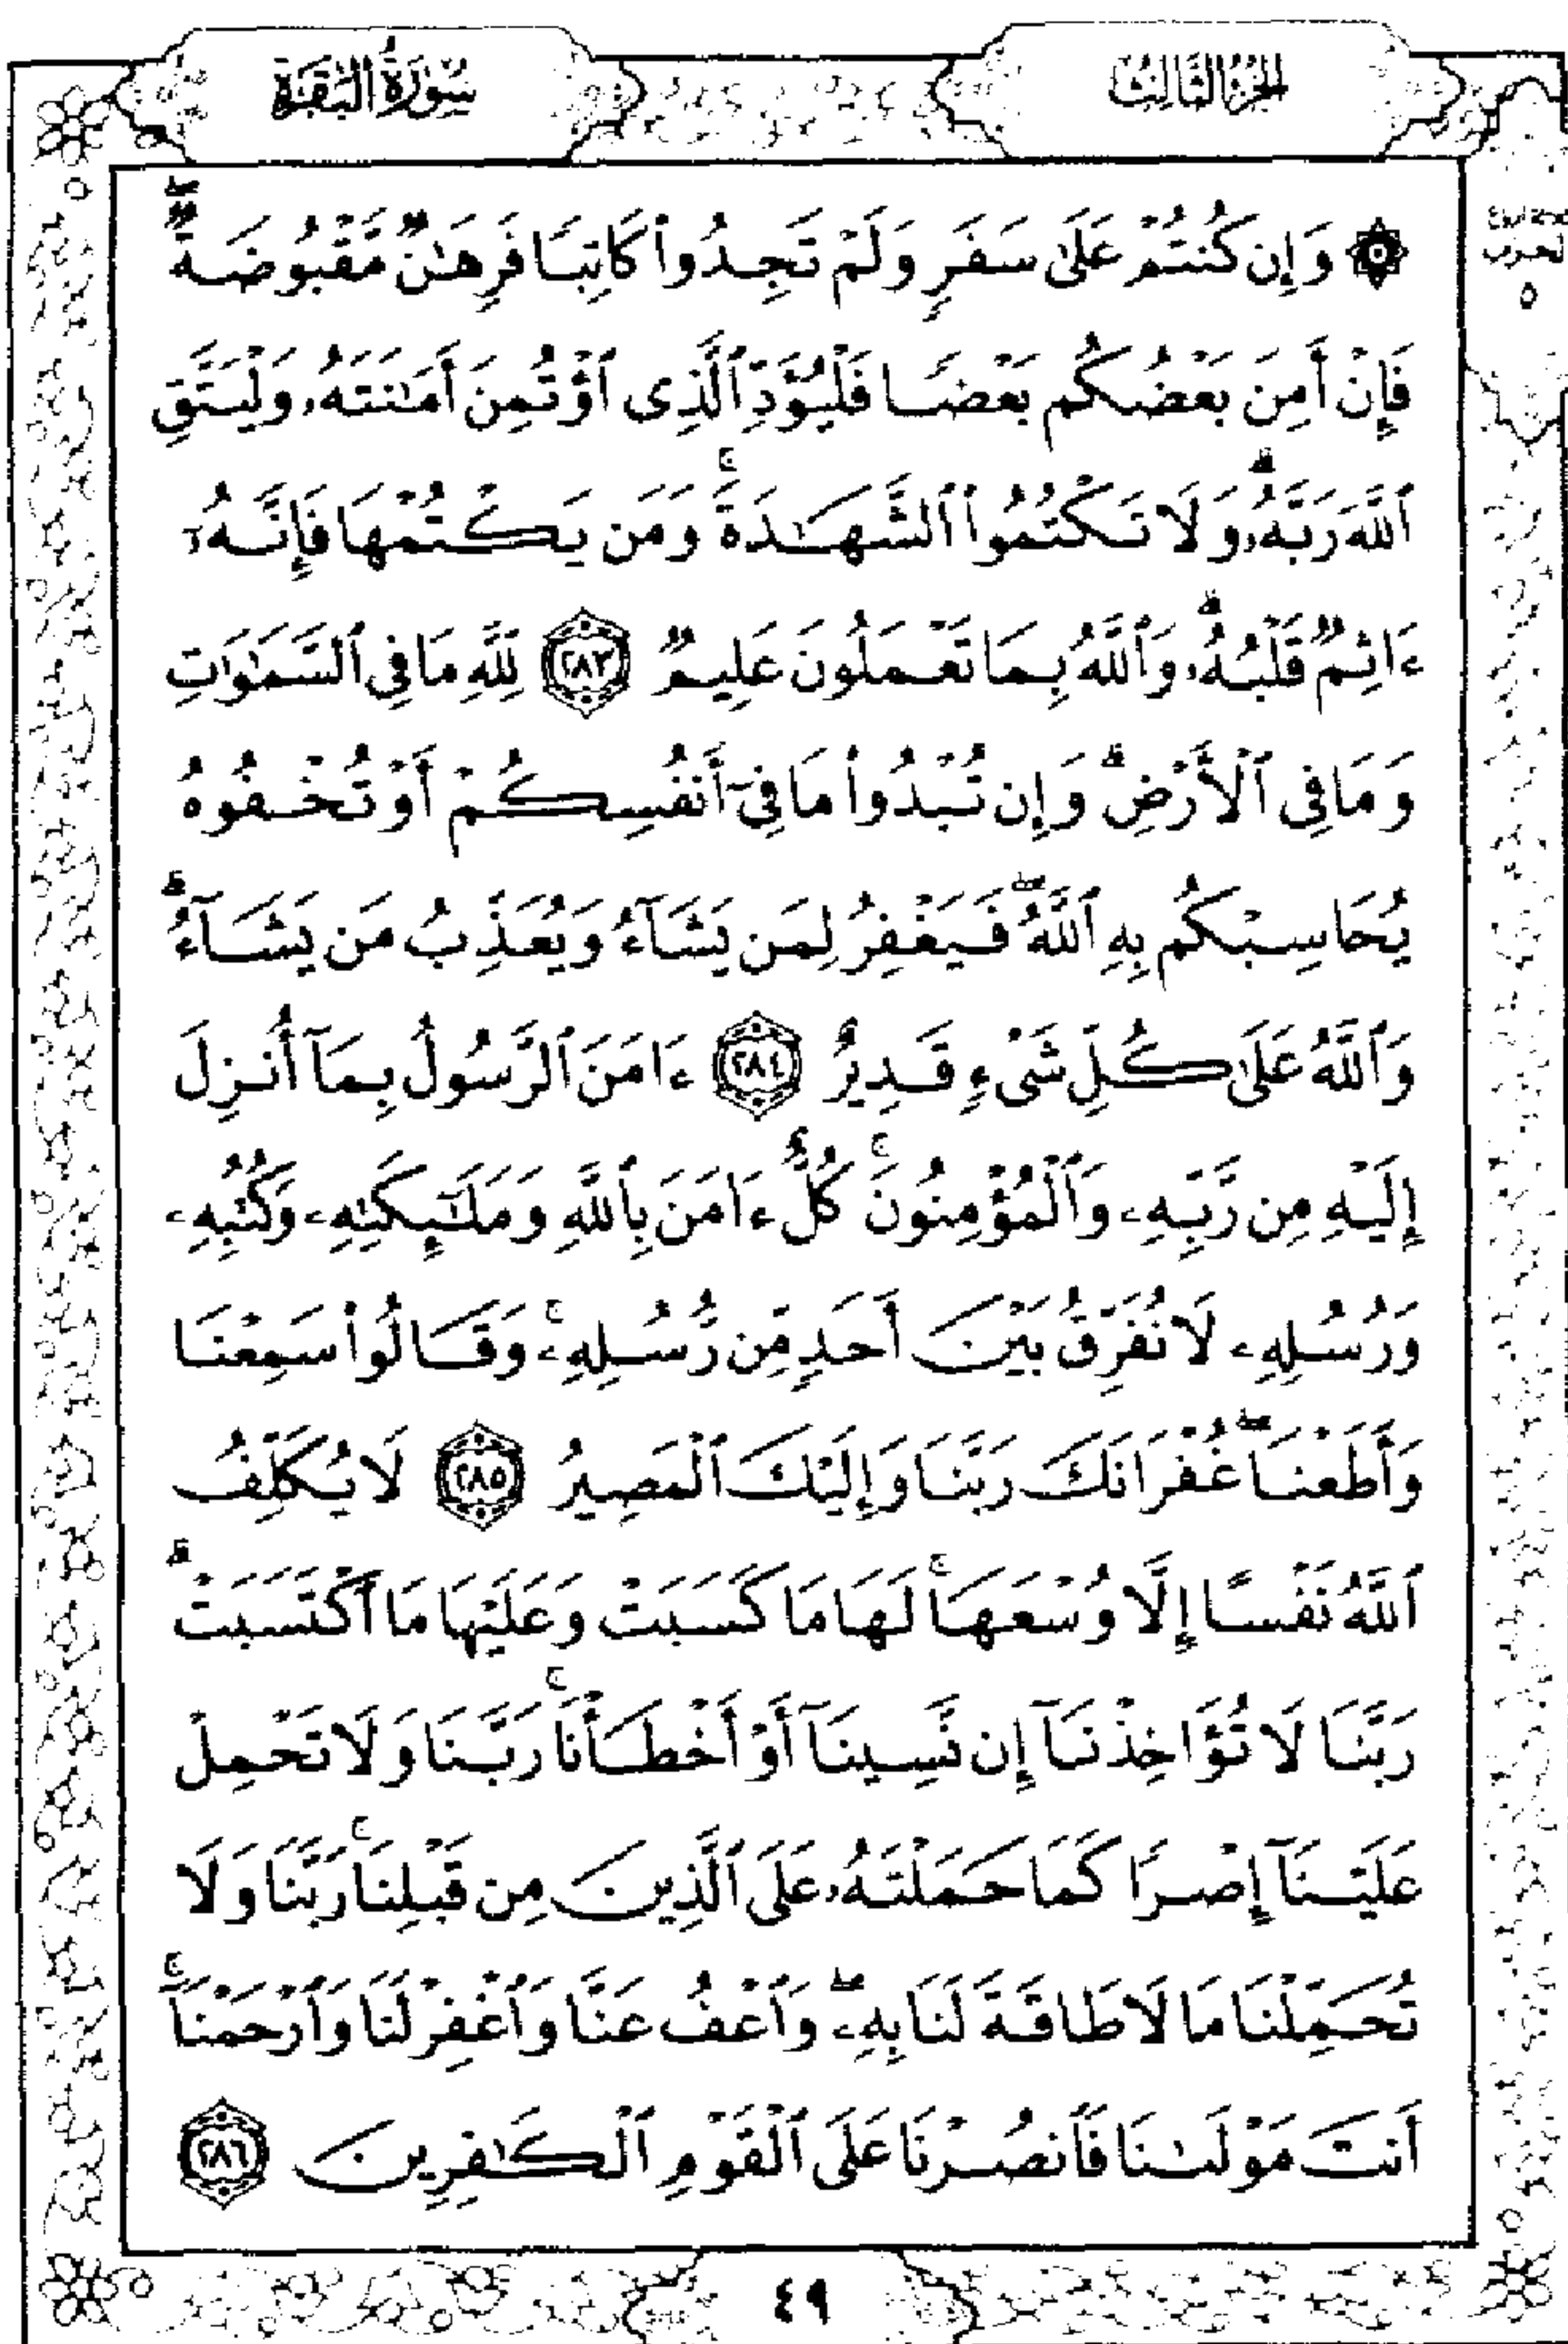 الجزء الثالث
سورة البقرة
۞ وَإِن كُنتُمْ عَلَىٰ سَفَرٍ وَلَمْ تَجِدُوا۟ كَاتِبًا فَرِهَـٰنٌ مَّقْبُوضَةٌ ۖ
فَإِنْ أَمِنَ بَعْضُكُم بَعْضًا فَلْيُؤَدِّ ٱلَّذِى ٱؤْتُمِنَ أَمَـٰنَتَهُۥ وَلْيَتَّقِ
ٱللَّهَ رَبَّهُۥ ۗ وَلَا تَكْتُمُوا۟ ٱلشَّهَـٰدَةَ ۚ وَمَن يَكْتُمْهَا فَإِنَّهُۥٓ
ءَاثِمٌ قَلْبُهُۥ ۗ وَٱللَّهُ بِمَا تَعْمَلُونَ عَلِيمٌ ٢٨٣ لِلَّهِ مَا فِى ٱلسَّمَـٰوَٰتِ
وَمَا فِى ٱلْأَرْضِ ۗ وَإِن تُبْدُوا۟ مَا فِىٓ أَنفُسِكُمْ أَوْ تُخْفُوهُ
يُحَاسِبْكُم بِهِ ٱللَّهُ ۖ فَيَغْفِرُ لِمَن يَشَآءُ وَيُعَذِّبُ مَن يَشَآءُ ۗ
وَٱللَّهُ عَلَىٰ كُلِّ شَىْءٍ قَدِيرٌ ٢٨٤ ءَامَنَ ٱلرَّسُولُ بِمَآ أُنزِلَ
إِلَيْهِ مِن رَّبِّهِۦ وَٱلْمُؤْمِنُونَ ۚ كُلٌّ ءَامَنَ بِٱللَّهِ وَمَلَـٰٓئِكَتِهِۦ وَكُتُبِهِۦ
وَرُسُلِهِۦ لَا نُفَرِّقُ بَيْنَ أَحَدٍ مِّن رُّسُلِهِۦ ۚ وَقَالُوا۟ سَمِعْنَا
وَأَطَعْنَا ۖ غُفْرَانَكَ رَبَّنَا وَإِلَيْكَ ٱلْمَصِيرُ ٢٨٥ لَا يُكَلِّفُ
ٱللَّهُ نَفْسًا إِلَّا وُسْعَهَا ۚ لَهَا مَا كَسَبَتْ وَعَلَيْهَا مَا ٱكْتَسَبَتْ ۗ
رَبَّنَا لَا تُؤَاخِذْنَآ إِن نَّسِينَآ أَوْ أَخْطَأْنَا ۚ رَبَّنَا وَلَا تَحْمِلْ
عَلَيْنَآ إِصْرًا كَمَا حَمَلْتَهُۥ عَلَى ٱلَّذِينَ مِن قَبْلِنَا ۚ رَبَّنَا وَلَا
تُحَمِّلْنَا مَا لَا طَاقَةَ لَنَا بِهِۦ ۖ وَٱعْفُ عَنَّا وَٱغْفِرْ لَنَا وَٱرْحَمْنَآ ۚ
أَنتَ مَوْلَىٰنَا فَٱنصُرْنَا عَلَى ٱلْقَوْمِ ٱلْكَـٰفِرِينَ ٢٨٦
٤٩